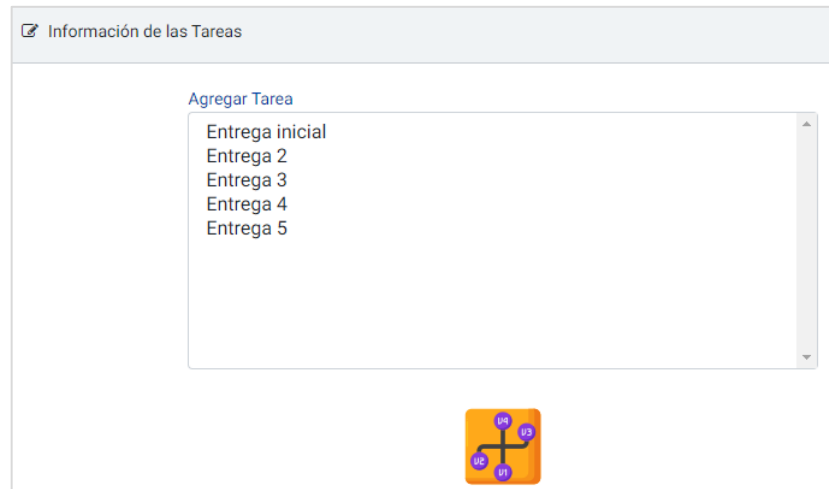 Información de las Tareas
Agregar Tarea
Entrega inicial
Entrega 2
Entrega 3
Entrega 4
Entrega 5
V4
V3
V2
V1